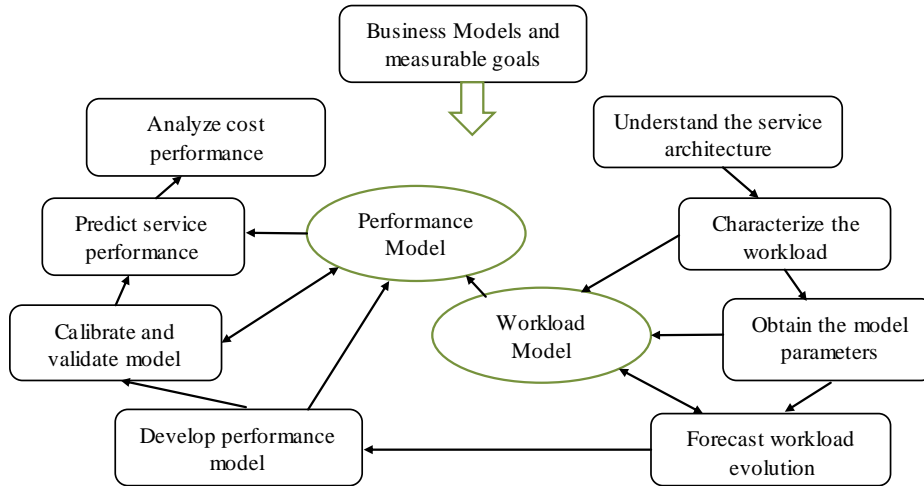 Business Models and
measurable goals
Analyze cost
performance
Understand the service
architecture
Predict service
performance
Performance
Model
Characterize the
workload
Calibrate and
validate model
Workload
Model
Obtain the model
parameters
Develop performance
model
Forecast workload
evolution